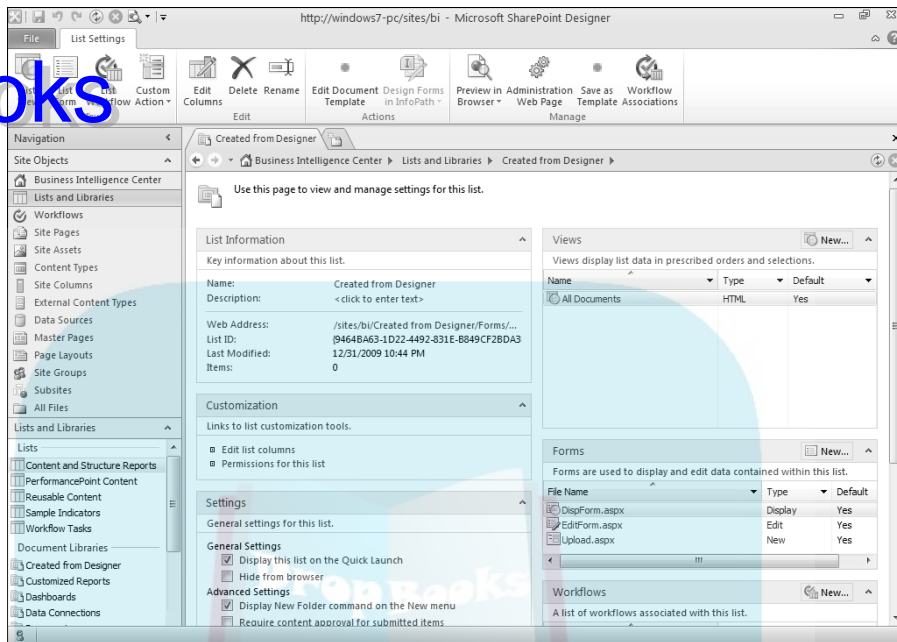 http://windows7-pc/sites/bi - Microsoft SharePoint Designer
File
List Settings
oks
Custom Action
Edit Columns
Delete
Rename
Edit Document Template
Design Forms in InfoPath
Preview in Browser
Administration Web Page
Save as Template
Workflow Associations
Edit
Actions
Manage
Navigation
Site Objects
Business Intelligence Center
Lists and Libraries
Workflows
Site Pages
Site Assets
Content Types
Site Columns
External Content Types
Data Sources
Master Pages
Page Layouts
Site Groups
Subsites
All Files
Lists and Libraries
Lists
Content and Structure Reports
PerformancePoint Content
Reusable Content
Sample Indicators
Workflow Tasks
Document Libraries
Created from Designer
Customized Reports
Dashboards
Data Connections
Created from Designer
Business Intelligence Center
Lists and Libraries
Created from Designer
Use this page to view and manage settings for this list.
List Information
Key information about this list.
Name: Created from Designer
Description: <click to enter text>
Web Address: /sites/bi/Created from Designer/Forms/...
List ID: {9464BA63-1D22-4492-831E-B849CF2BDA3
Last Modified: 12/31/2009 10:44 PM
Items: 0
Customization
Links to list customization tools.
Edit list columns
Permissions for this list
Settings
General settings for this list.
General Settings
Display this list on the Quick Launch
Hide from browser
Advanced Settings
Display New Folder command on the New menu
Require content approval for submitted items
Views
New...
Views display list data in prescribed orders and selections.
Name Type Default
All Documents HTML Yes
Forms
New...
Forms are used to display and edit data contained within this list.
File Name Type Default
DispForm.aspx Display Yes
EditForm.aspx Edit Yes
Upload.aspx New Yes
Workflows
New...
A list of workflows associated with this list.
DropBooks